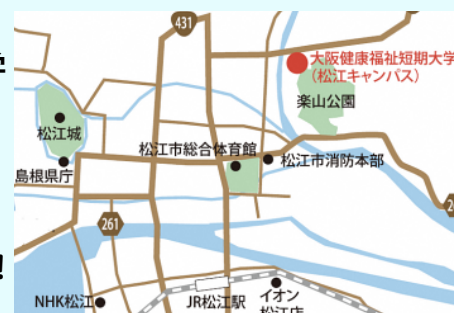 431
大阪健康福祉短期大学
（松江キャンパス）
楽山公園
松江城
松江市総合体育館
松江市消防本部
島根県庁
261
NHK松江
JR松江駅
イオン
松江店